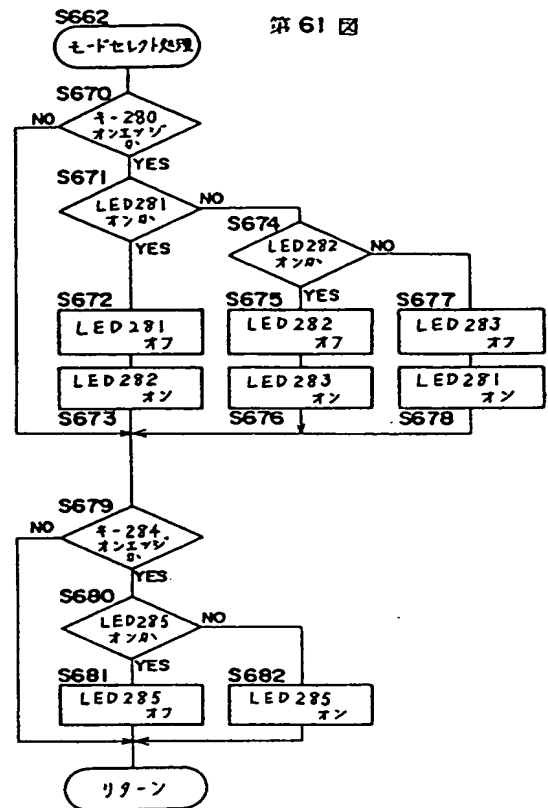 第61図
S662
モードセレクト処理
S670
キー280
オンエッジ
か
NO
YES
S671
LED281
オンか
NO
YES
S674
LED282
オンか
NO
YES
S672
LED281
オフ
LED282
オン
S673
S675
LED282
オフ
LED283
オン
S676
S677
LED283
オフ
LED281
オン
S678
S679
キー284
オンエッジ
か
NO
YES
S680
LED285
オンか
NO
YES
S681
LED285
オフ
S682
LED285
オン
リターン